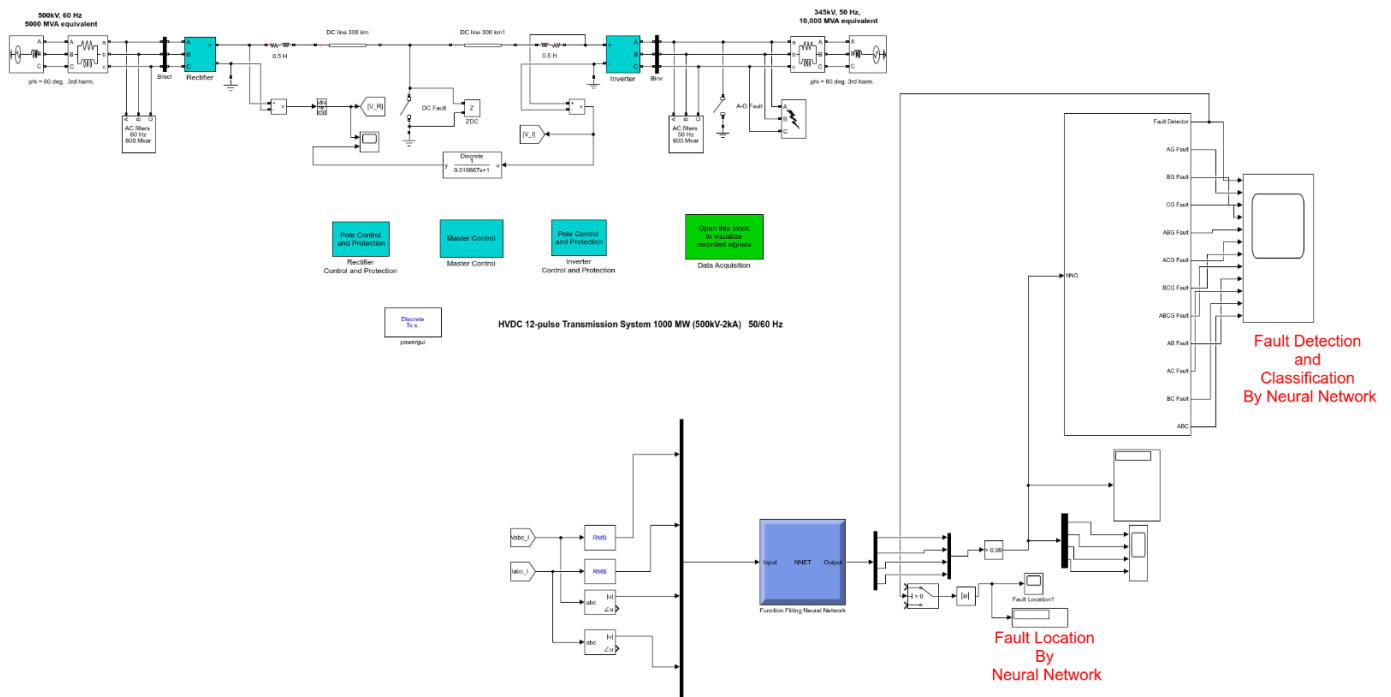 500kV, 60 Hz
5000 MVA equivalent
345kV, 50 Hz,
10,000 MVA equivalent
DC line 300 km
DC line 300 km1
0.5 H
0.5 H
A
B
C
A
B
C
a
b
c
Brect
Rectifier
Inverter
Binv
phi = 80 deg. 3rd harm.
phi = 80 deg. 3rd harm.
A
B
C
AC filters
60 Hz
600 Mvar
v
[V_R]
DC Fault
Z
ZDC
v
[V_I]
A
B
C
AC filters
50 Hz
600 Mvar
A-G Fault
A
B
C
Discrete
1
0.016667s+1
y
u
Pole Control
and Protection
Rectifier
Control and Protection
Master Control
Master Control
Pole Control
and Protection
Inverter
Control and Protection
Open this block
to visualize
recorded signals
Data Acquisition
Discrete
Ts s.
powergui
HVDC 12-pulse Transmission System 1000 MW (500kV-2kA) 50/60 Hz
NNO
Fault Detector
AG Fault
BG Fault
CG Fault
ABG Fault
ACG Fault
BCG Fault
ABCG Fault
AB Fault
AC Fault
BC Fault
ABC
Fault Detection
and
Classification
By Neural Network
Vabc_I
Iabc_I
RMS
RMS
abc
|u|
∠u
abc
|u|
∠u
Input
NNET
Output
Function Fitting Neural Network
> 0.99
> 0
|u|
Fault Location1
Fault Location
By
Neural Network